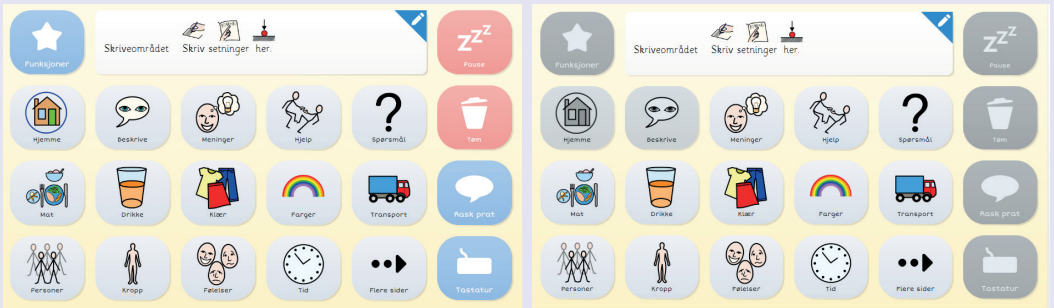 Funksjoner
Skriveområdet Skriv setninger her.
zzz
Pause
Hjemme
Beskrive
Meninger
Hjelp
Spørsmål
Tøm
Mat
Drikke
Klær
Farger
Transport
Rask prat
Personer
Kropp
Følelser
Tid
Flere sider
Tastatur
Funksjoner
Skriveområdet Skriv setninger her.
zzz
Pause
Hjemme
Beskrive
Meninger
Hjelp
Spørsmål
Tøm
Mat
Drikke
Klær
Farger
Transport
Rask prat
Personer
Kropp
Følelser
Tid
Flere sider
Tastatur